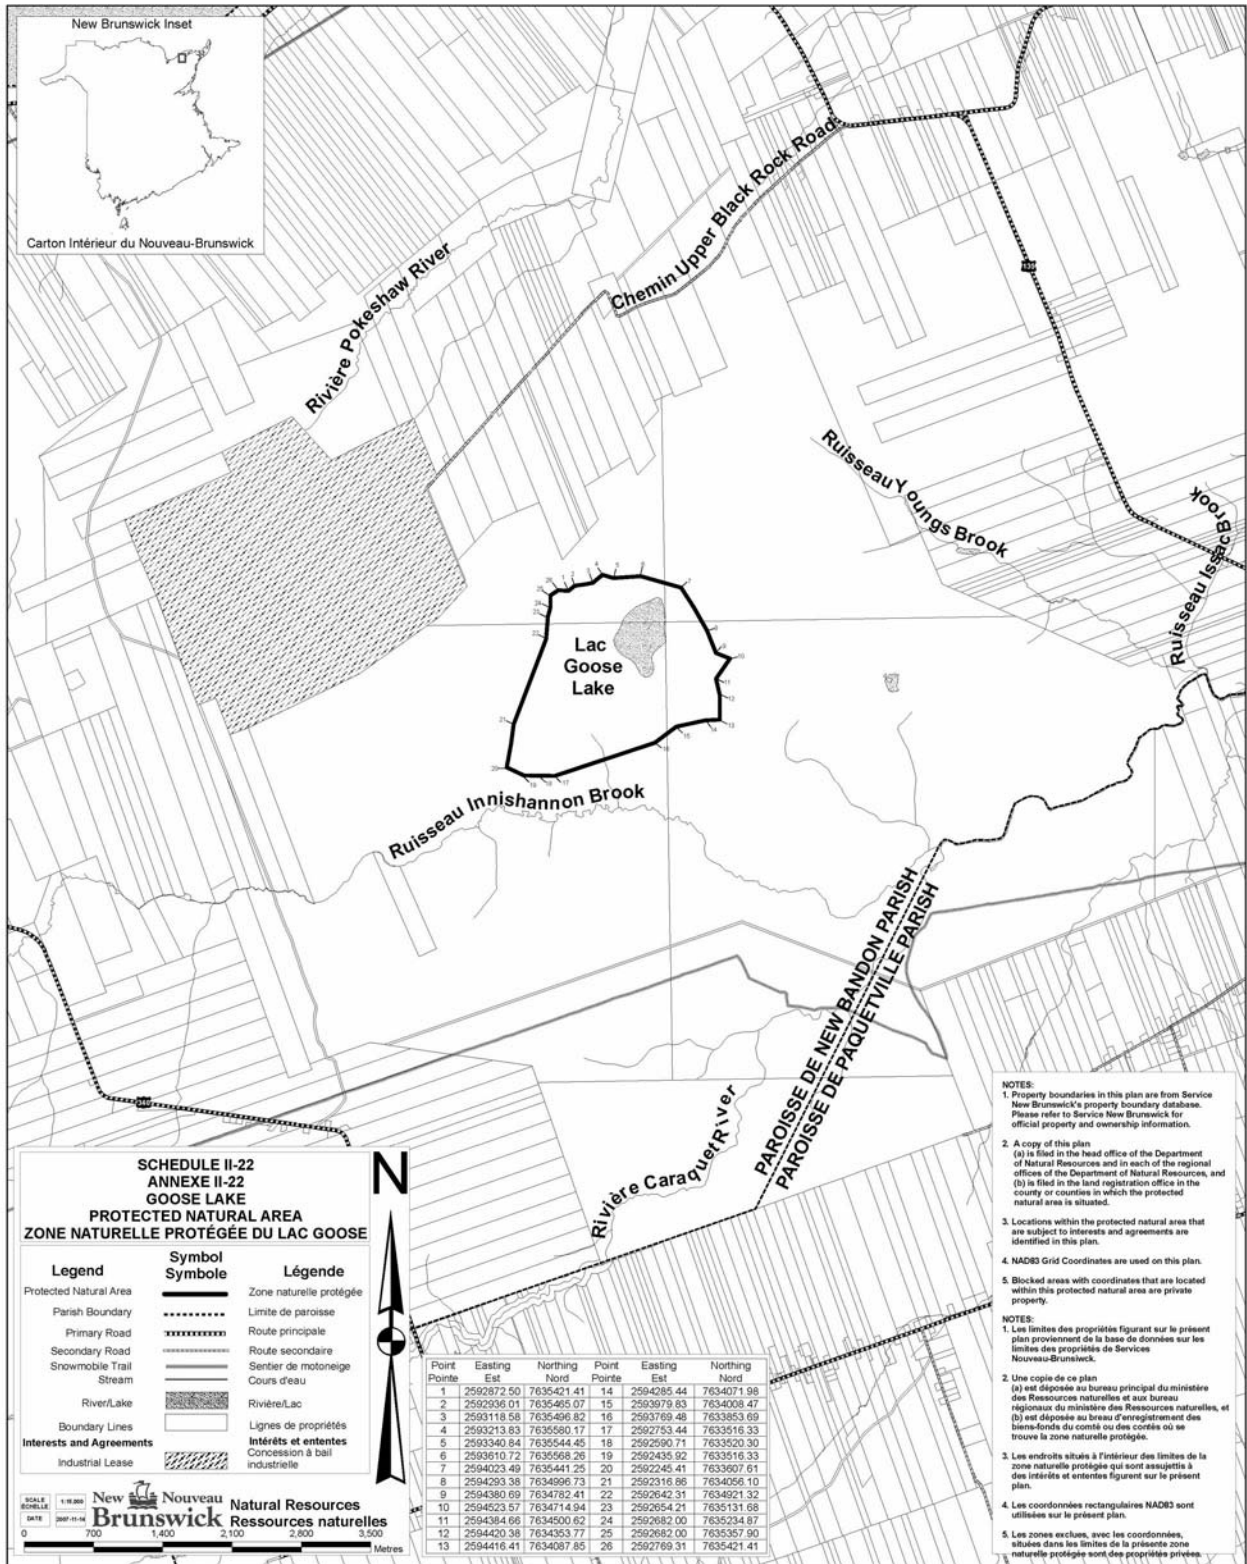 New Brunswick Inset
Carton Intérieur du Nouveau-Brunswick
Rivière Pokeshaw River
Chemin Upper Black Rock Road
135
Ruisseau Youngs Brook
Ruisseau Issac Brook
Lac
Goose
Lake
Ruisseau Innishannon Brook
PAROISSE DE NEW BANDON PARISH
PAROISSE DE PAQUETVILLE PARISH
Rivière Caraquet River
340
SCHEDULE II-22
ANNEXE II-22
GOOSE LAKE
PROTECTED NATURAL AREA
ZONE NATURELLE PROTÉGÉE DU LAC GOOSE
Legend Symbol Symbole Légende
Protected Natural Area Zone naturelle protégée
Parish Boundary Limite de paroisse
Primary Road Route principale
Secondary Road Route secondaire
Snowmobile Trail Sentier de motoneige
Stream Cours d'eau
River/Lake Rivière/Lac
Boundary Lines Lignes de propriétés
Interests and Agreements Intérêts et ententes
Industrial Lease Concession à bail industrielle
N
SCALE ÉCHELLE 1:15,000
DATE 2007-11-14
New Nouveau
Brunswick
Natural Resources
Ressources naturelles
0 700 1,400 2,100 2,800 3,500
Metres
Point Easting Northing Point Easting Northing
Pointe Est Nord Pointe Est Nord
1 2592872.50 7635421.41 14 2594285.44 7634071.98
2 2592936.01 7635465.07 15 2593979.83 7634008.47
3 2593118.58 7635496.82 16 2593769.48 7633853.69
4 2593213.83 7635580.17 17 2592753.44 7633516.33
5 2593340.84 7635544.45 18 2592590.71 7633520.30
6 2593610.72 7635568.26 19 2592435.92 7633516.33
7 2594023.49 7635441.25 20 2592245.41 7633607.61
8 2594293.38 7634996.73 21 2592316.86 7634056.10
9 2594380.69 7634782.41 22 2592642.31 7634921.32
10 2594523.57 7634714.94 23 2592654.21 7635131.68
11 2594384.66 7634500.62 24 2592682.00 7635234.87
12 2594420.38 7634353.77 25 2592682.00 7635357.90
13 2594416.41 7634087.85 26 2592769.31 7635421.41
NOTES:
1. Property boundaries in this plan are from Service
New Brunswick's property boundary database.
Please refer to Service New Brunswick for
official property and ownership information.
2. A copy of this plan
(a) is filed in the head office of the Department
of Natural Resources and in each of the regional
offices of the Department of Natural Resources, and
(b) is filed in the land registration office in the
county or counties in which the protected
natural area is situated.
3. Locations within the protected natural area that
are subject to interests and agreements are
identified in this plan.
4. NAD83 Grid Coordinates are used on this plan.
5. Blocked areas with coordinates that are located
within this protected natural area are private
property.
NOTES:
1. Les limites des propriétés figurant sur le présent
plan proviennent de la base de données sur les
limites des propriétés de Services
Nouveau-Brunsiwck.
2. Une copie de ce plan
(a) est déposée au bureau principal du ministère
des Ressources naturelles et aux bureau
régionaux du ministère des Ressources naturelles, et
(b) est déposée au breau d'enregistrement des
biens-fonds du comté ou des contés où se
trouve la zone naturelle protégée.
3. Les endroits situés à l'intérieur des limites de la
zone naturelle protégée qui sont assujettis à
des intérêts et ententes figurent sur le présent
plan.
4. Les coordonnées rectangulaires NAD83 sont
utilisées sur le présent plan.
5. Les zones exclues, avec les coordonnées,
situées dans les limites de la présente zone
naturelle protégée sont des propriétés privées.